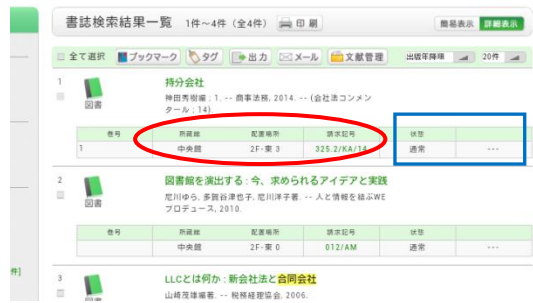 書誌検索結果一覧 1件～4件（全4件） 印刷 簡易表示 詳細表示
全て選択 ブックマーク タグ 出力 メール 文献管理 出版年降順 20件
1 持分会社
図書 神田秀樹編 ; 1. -- 商事法務, 2014. -- (会社法コンメン
タール ; 14).
巻号 所蔵館 配置場所 請求記号 状態
1 中央館 2F-東 3 325.2/KA/14 通常 ---
2 図書館を演出する : 今、求められるアイデアと実践
図書 尼川ゆら, 多賀谷津也子, 尼川洋子著. -- 人と情報を結ぶWE
プロデュース, 2010.
巻号 所蔵館 配置場所 請求記号 状態
中央館 2F-東 0 012/AM 通常 ---
件]
3 LLCとは何か : 新会社法と合同会社
図書 山崎茂雄編著. -- 税務経理協会, 2006.